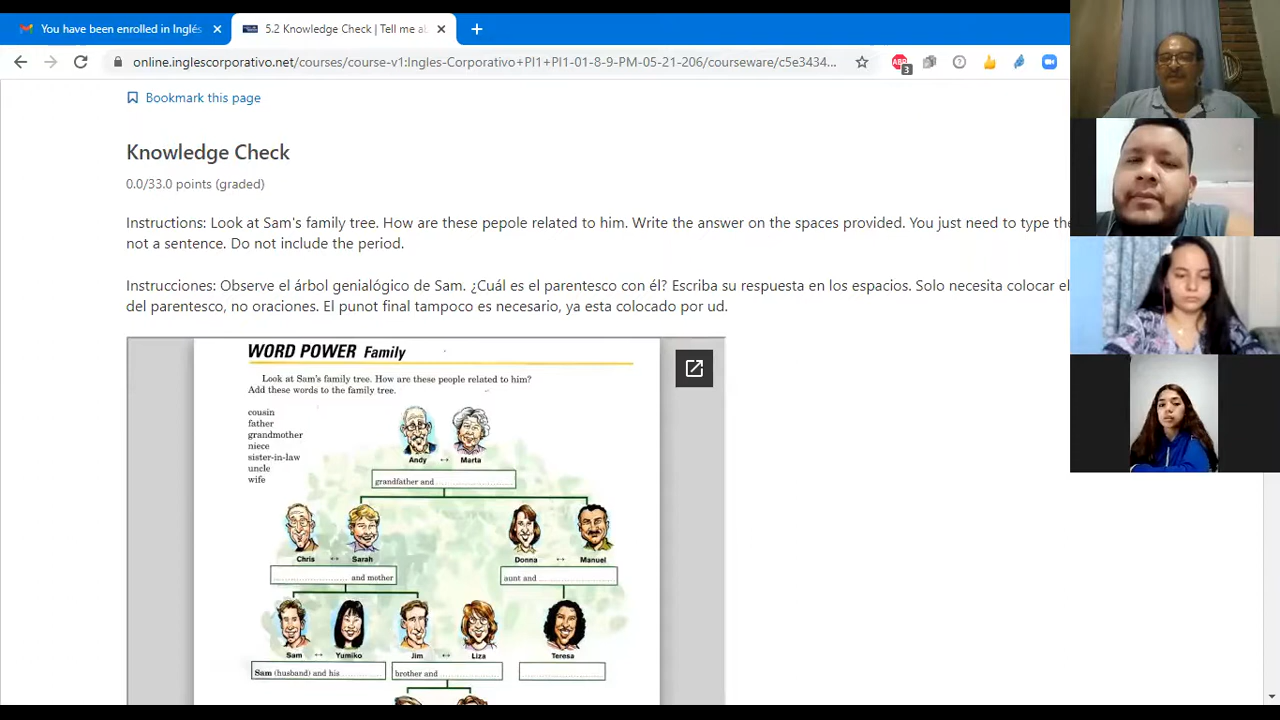 You have been enrolled in Inglés
5.2 Knowledge Check | Tell me ab
online.inglescorporativo.net/courses/course-v1:Ingles-Corporativo+PI1+PI1-01-8-9-PM-05-21-206/courseware/c5e3434...
ABP
3
Bookmark this page
Knowledge Check
0.0/33.0 points (graded)
Instructions: Look at Sam's family tree. How are these pepole related to him. Write the answer on the spaces provided. You just need to type the
not a sentence. Do not include the period.
Instrucciones: Observe el árbol genialógico de Sam. ¿Cuál es el parentesco con él? Escriba su respuesta en los espacios. Solo necesita colocar el
del parentesco, no oraciones. El punot final tampoco es necesario, ya esta colocado por ud.
WORD POWER Family
Look at Sam's family tree. How are these people related to him?
Add these words to the family tree.
cousin
father
grandmother
niece
sister-in-law
uncle
wife
Andy ↔ Marta
grandfather and ....................
Chris ↔ Sarah
.................... and mother
Donna ↔ Manuel
aunt and ....................
Sam ↔ Yumiko
Jim ↔ Liza
Teresa
Sam (husband) and his ..........
brother and ...............
....................